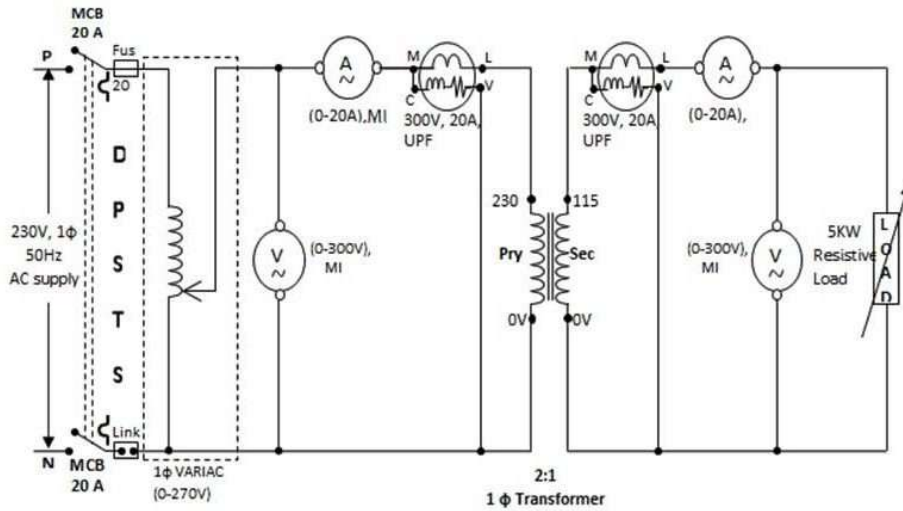 MCB
20 A
P
Fus
20
230V, 1ϕ
50Hz
AC supply
D
P
S
T
S
N
MCB
20 A
Link
1ϕ VARIAC
(0-270V)
A
~
(0-20A),MI
V
~
(0-300V),
MI
M
L
C
V
300V, 20A,
UPF
230
Pry
0V
115
Sec
0V
2:1
1 ϕ Transformer
M
L
C
V
300V, 20A
UPF
A
~
(0-20A),
V
~
(0-300V),
MI
5KW
Resistive
Load
L
O
A
D